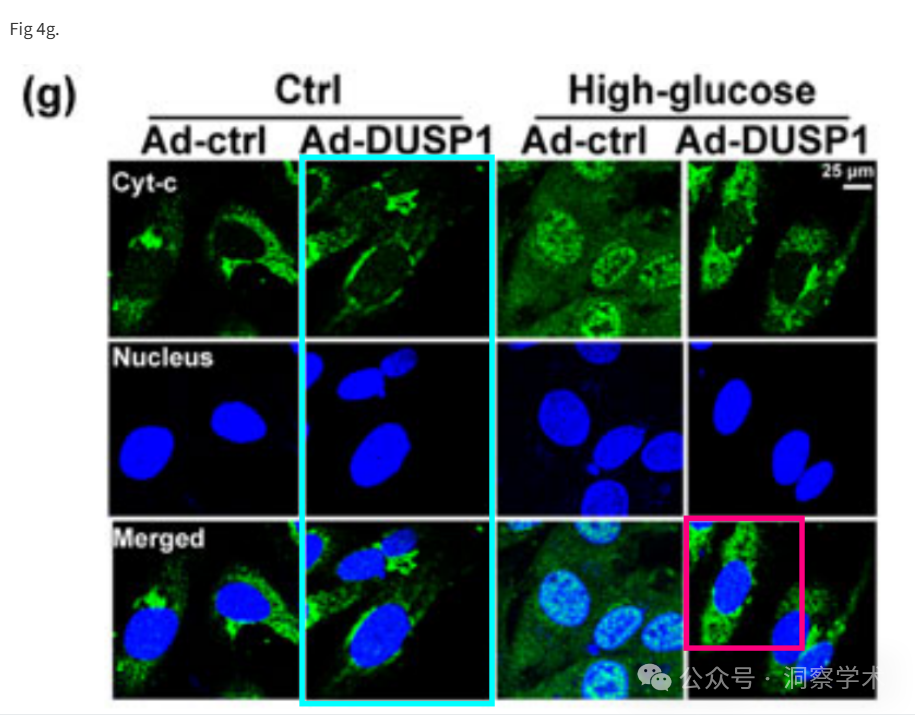 Fig 4g.
(g)
Ctrl High-glucose
Ad-ctrl Ad-DUSP1 Ad-ctrl Ad-DUSP1
Cyt-c 25 µm
Nucleus
Merged
公众号 · 洞察学术